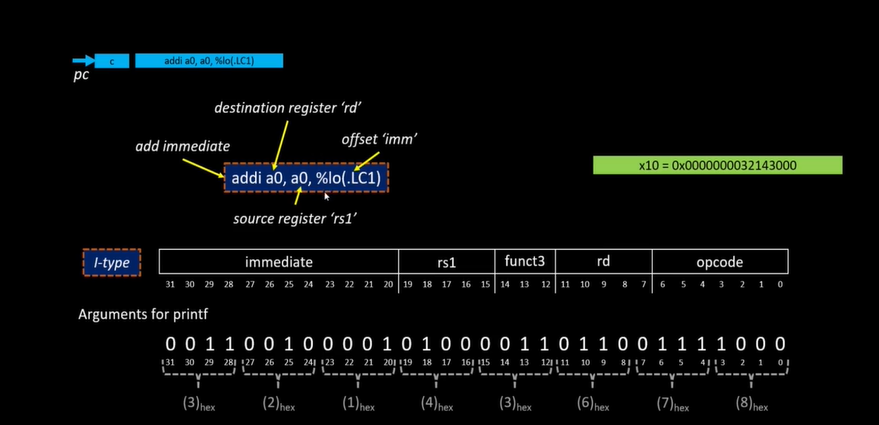 c addi a0, a0, %lo(.LC1)
pc
destination register ‘rd’
add immediate
offset ‘imm’
addi a0, a0, %lo(.LC1)
x10 = 0x0000000032143000
source register ‘rs1’
I-type immediate rs1 funct3 rd opcode
31 30 29 28 27 26 25 24 23 22 21 20 19 18 17 16 15 14 13 12 11 10 9 8 7 6 5 4 3 2 1 0
Arguments for printf
0 0 1 1 0 0 1 0 0 0 0 1 0 1 0 0 0 0 1 1 0 1 1 0 0 1 1 1 1 0 0 0
31 30 29 28 27 26 25 24 23 22 21 20 19 18 17 16 15 14 13 12 11 10 9 8 7 6 5 4 3 2 1 0
(3)hex (2)hex (1)hex (4)hex (3)hex (6)hex (7)hex (8)hex